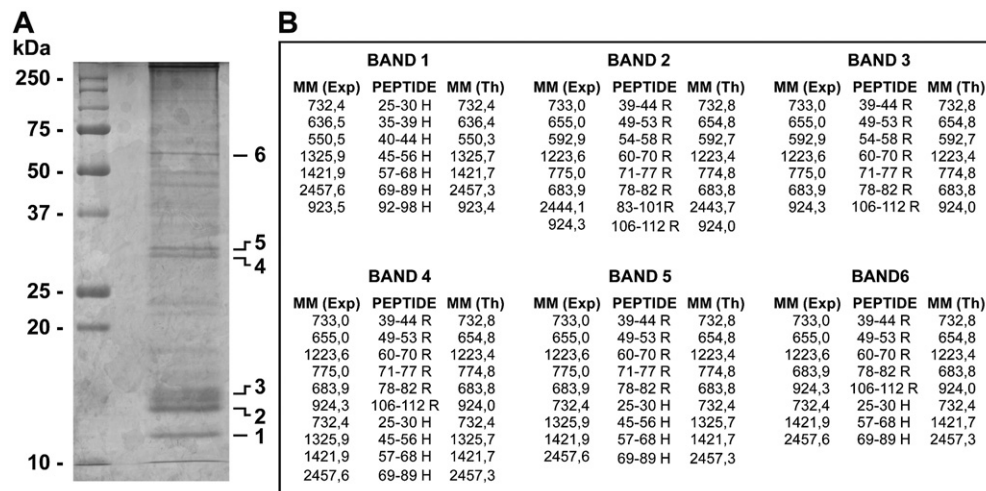 A
kDa
250 -
75 -
50 -
37 -
25 -
20 -
10 -
6
5
4
3
2
1
B
BAND 1
MM (Exp) PEPTIDE MM (Th)
732,4 25-30 H 732,4
636,5 35-39 H 636,4
550,5 40-44 H 550,3
1325,9 45-56 H 1325,7
1421,9 57-68 H 1421,7
2457,6 69-89 H 2457,3
923,5 92-98 H 923,4
BAND 2
MM (Exp) PEPTIDE MM (Th)
733,0 39-44 R 732,8
655,0 49-53 R 654,8
592,9 54-58 R 592,7
1223,6 60-70 R 1223,4
775,0 71-77 R 774,8
683,9 78-82 R 683,8
2444,1 83-101R 2443,7
924,3 106-112 R 924,0
BAND 3
MM (Exp) PEPTIDE MM (Th)
733,0 39-44 R 732,8
655,0 49-53 R 654,8
592,9 54-58 R 592,7
1223,6 60-70 R 1223,4
775,0 71-77 R 774,8
683,9 78-82 R 683,8
924,3 106-112 R 924,0
BAND 4
MM (Exp) PEPTIDE MM (Th)
733,0 39-44 R 732,8
655,0 49-53 R 654,8
1223,6 60-70 R 1223,4
775,0 71-77 R 774,8
683,9 78-82 R 683,8
924,3 106-112 R 924,0
732,4 25-30 H 732,4
1325,9 45-56 H 1325,7
1421,9 57-68 H 1421,7
2457,6 69-89 H 2457,3
BAND 5
MM (Exp) PEPTIDE MM (Th)
733,0 39-44 R 732,8
655,0 49-53 R 654,8
1223,6 60-70 R 1223,4
775,0 71-77 R 774,8
683,9 78-82 R 683,8
732,4 25-30 H 732,4
1325,9 45-56 H 1325,7
1421,9 57-68 H 1421,7
2457,6 69-89 H 2457,3
BAND6
MM (Exp) PEPTIDE MM (Th)
733,0 39-44 R 732,8
655,0 49-53 R 654,8
1223,6 60-70 R 1223,4
683,9 78-82 R 683,8
924,3 106-112 R 924,0
732,4 25-30 H 732,4
1421,9 57-68 H 1421,7
2457,6 69-89 H 2457,3